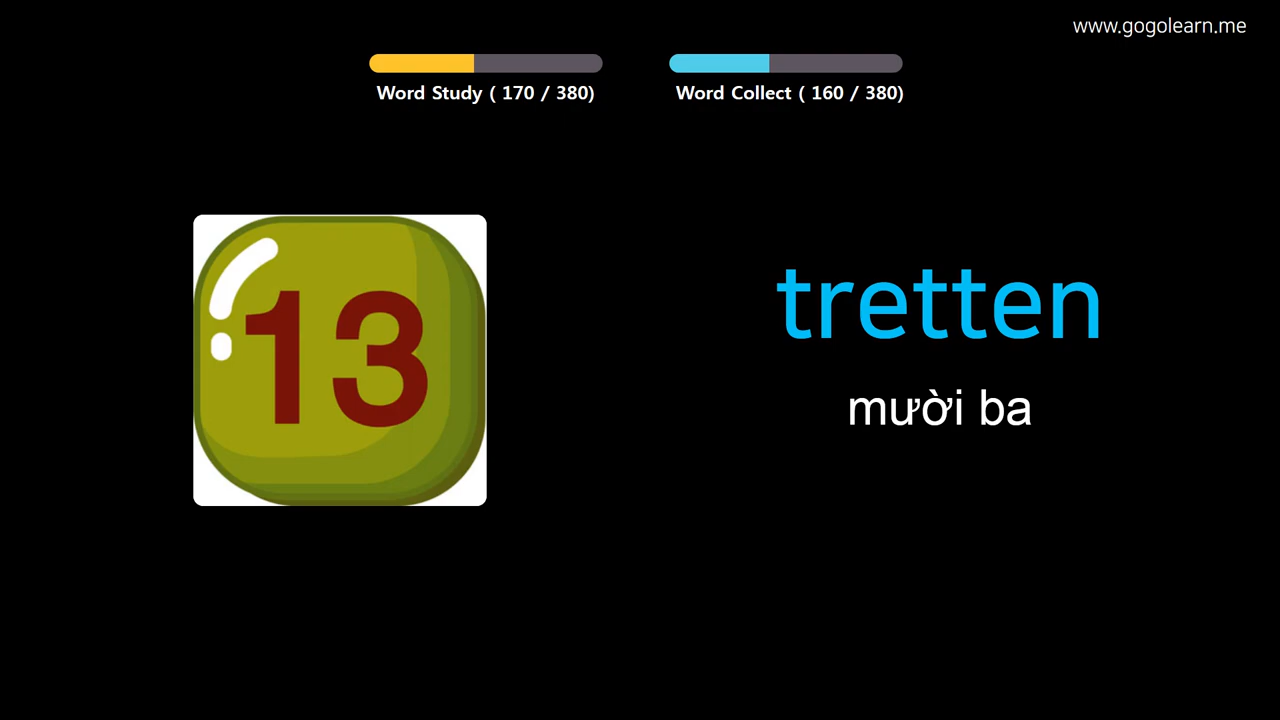 www.gogolearn.me
Word Study ( 170 / 380)
Word Collect ( 160 / 380)
13
tretten
mười ba